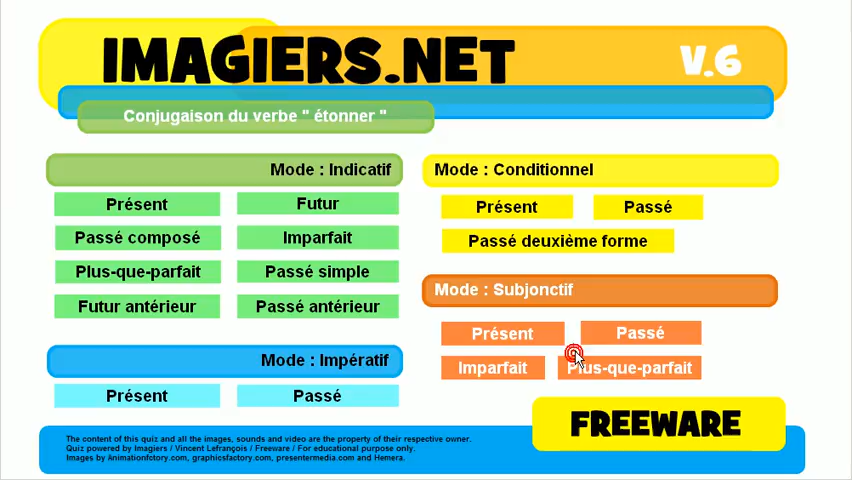 IMAGIERS.NET
V.6
Conjugaison du verbe " étonner "
Mode : Indicatif
Présent
Futur
Passé composé
Imparfait
Plus-que-parfait
Passé simple
Futur antérieur
Passé antérieur
Mode : Impératif
Présent
Passé
Mode : Conditionnel
Présent
Passé
Passé deuxième forme
Mode : Subjonctif
Présent
Passé
Imparfait
Plus-que-parfait
FREEWARE
The content of this quiz and all the images, sounds and video are the property of their respective owner.
Quiz powered by Imagiers / Vincent Lefrançois / Freeware / For educational purpose only.
Images by Animationfctory.com, graphicsfactory.com, presentermedia.com and Hemera.